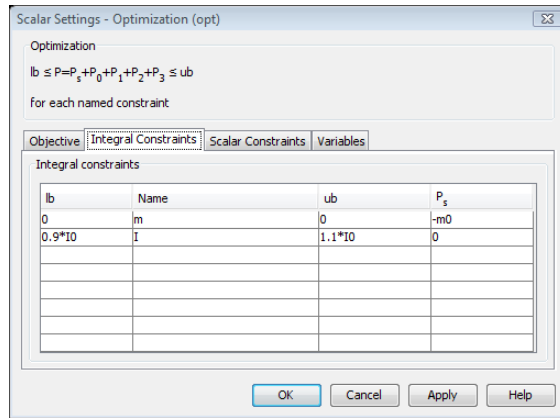 Scalar Settings - Optimization (opt)
Optimization
lb ≤ P=Ps+P0+P1+P2+P3 ≤ ub
for each named constraint
Objective Integral Constraints Scalar Constraints Variables
Integral constraints
lb Name ub Ps
0 m 0 -m0
0.9*I0 I 1.1*I0 0
OK Cancel Apply Help